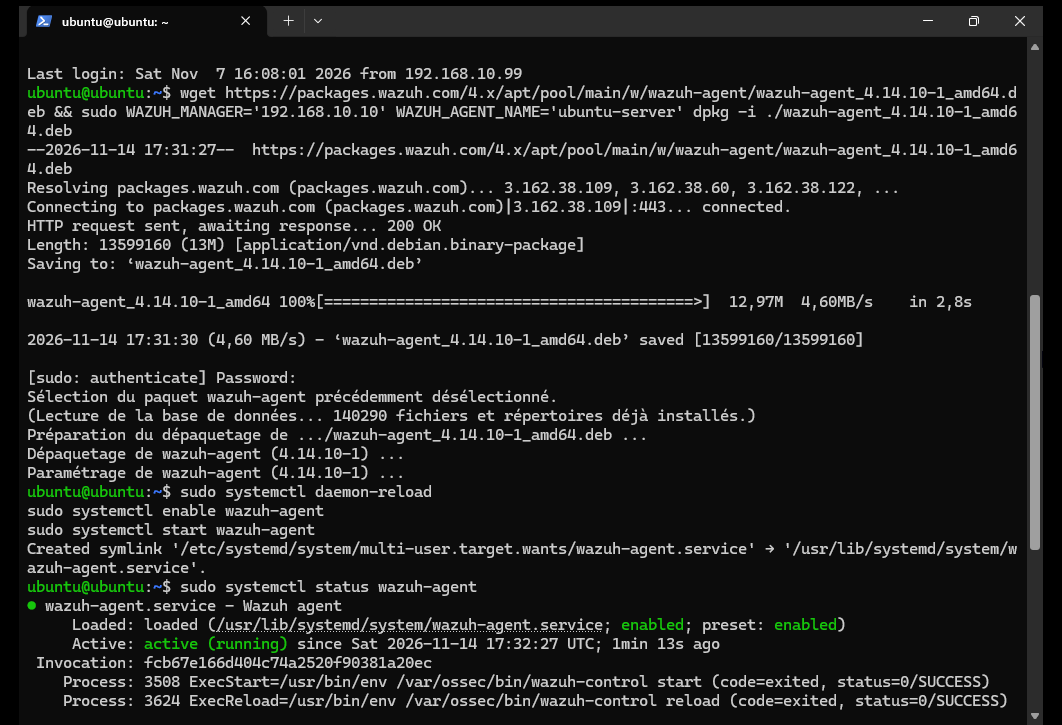 ubuntu@ubuntu: ~
Last login: Sat Nov  7 16:08:01 2026 from 192.168.10.99
ubuntu@ubuntu:~$ wget https://packages.wazuh.com/4.x/apt/pool/main/w/wazuh-agent/wazuh-agent_4.14.10-1_amd64.d
eb && sudo WAZUH_MANAGER='192.168.10.10' WAZUH_AGENT_NAME='ubuntu-server' dpkg -i ./wazuh-agent_4.14.10-1_amd6
4.deb
--2026-11-14 17:31:27--  https://packages.wazuh.com/4.x/apt/pool/main/w/wazuh-agent/wazuh-agent_4.14.10-1_amd6
4.deb
Resolving packages.wazuh.com (packages.wazuh.com)... 3.162.38.109, 3.162.38.60, 3.162.38.122, ...
Connecting to packages.wazuh.com (packages.wazuh.com)|3.162.38.109|:443... connected.
HTTP request sent, awaiting response... 200 OK
Length: 13599160 (13M) [application/vnd.debian.binary-package]
Saving to: ‘wazuh-agent_4.14.10-1_amd64.deb’
wazuh-agent_4.14.10-1_amd64 100%[=========================================>]  12,97M  4,60MB/s    in 2,8s
2026-11-14 17:31:30 (4,60 MB/s) - ‘wazuh-agent_4.14.10-1_amd64.deb’ saved [13599160/13599160]
[sudo: authenticate] Password:
Sélection du paquet wazuh-agent précédemment désélectionné.
(Lecture de la base de données... 140290 fichiers et répertoires déjà installés.)
Préparation du dépaquetage de .../wazuh-agent_4.14.10-1_amd64.deb ...
Dépaquetage de wazuh-agent (4.14.10-1) ...
Paramétrage de wazuh-agent (4.14.10-1) ...
ubuntu@ubuntu:~$ sudo systemctl daemon-reload
sudo systemctl enable wazuh-agent
sudo systemctl start wazuh-agent
Created symlink '/etc/systemd/system/multi-user.target.wants/wazuh-agent.service' → '/usr/lib/systemd/system/w
azuh-agent.service'.
ubuntu@ubuntu:~$ sudo systemctl status wazuh-agent
● wazuh-agent.service - Wazuh agent
     Loaded: loaded (/usr/lib/systemd/system/wazuh-agent.service; enabled; preset: enabled)
     Active: active (running) since Sat 2026-11-14 17:32:27 UTC; 1min 13s ago
 Invocation: fcb67e166d404c74a2520f90381a20ec
    Process: 3508 ExecStart=/usr/bin/env /var/ossec/bin/wazuh-control start (code=exited, status=0/SUCCESS)
    Process: 3624 ExecReload=/usr/bin/env /var/ossec/bin/wazuh-control reload (code=exited, status=0/SUCCESS)